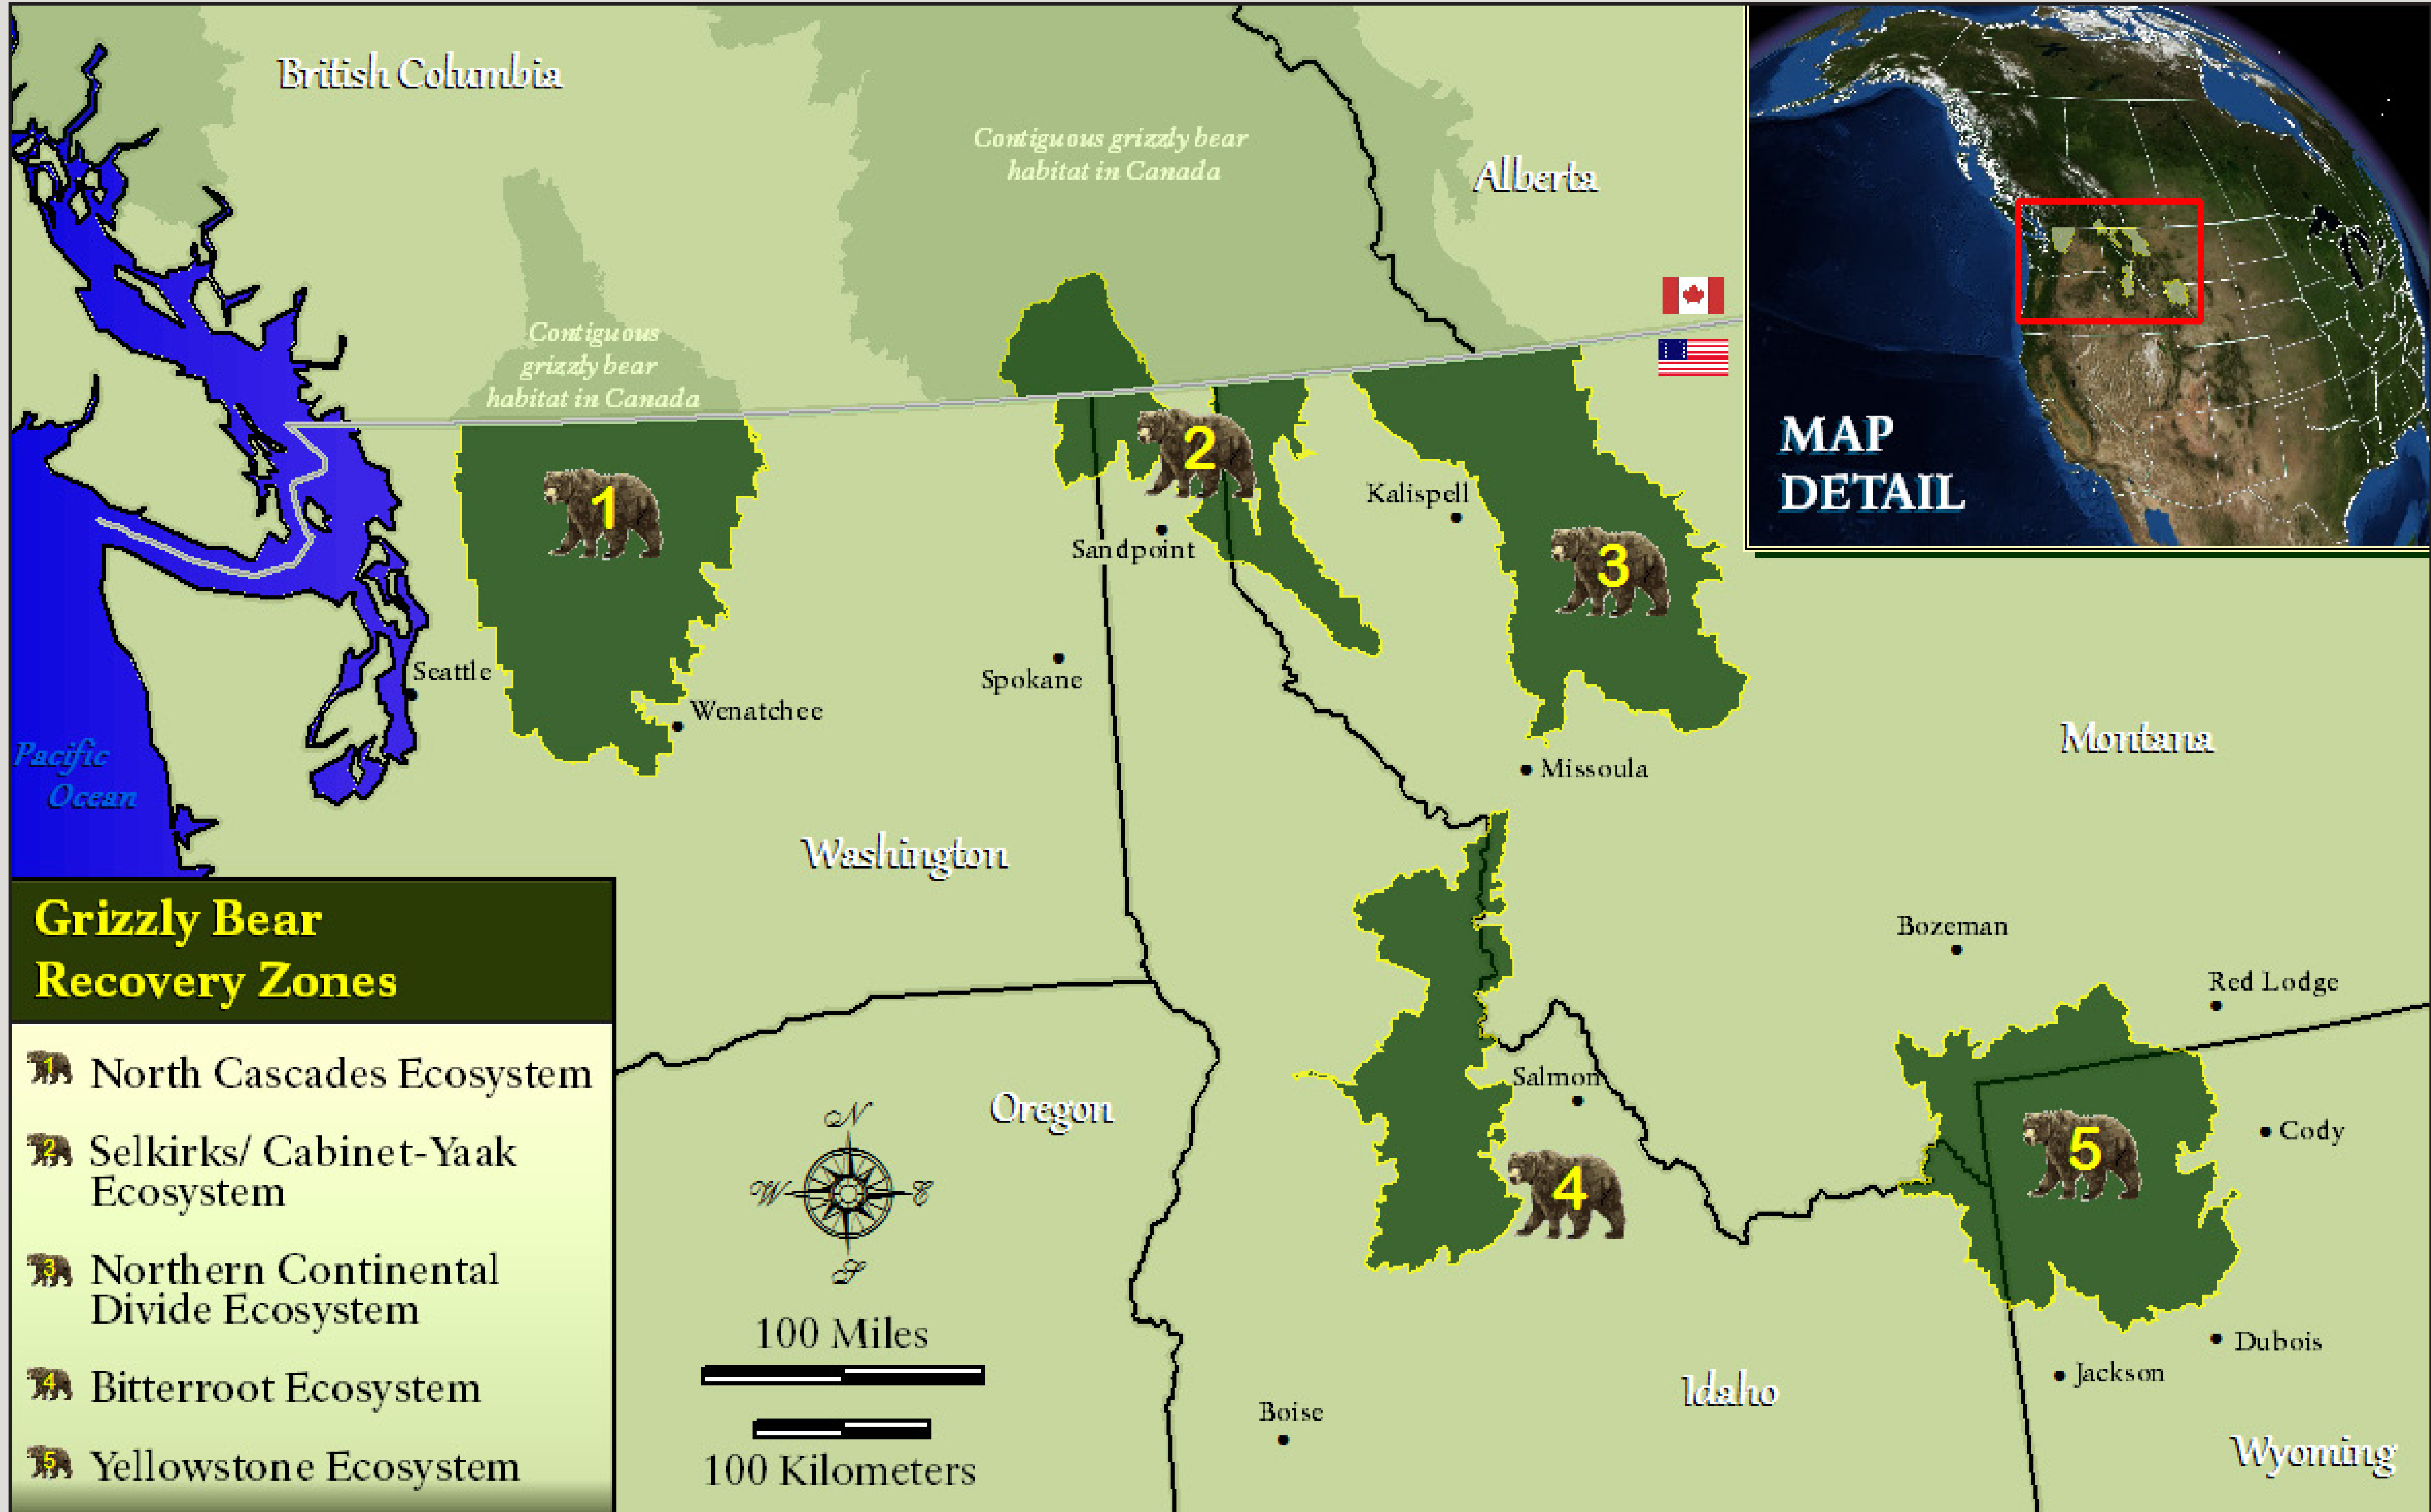 British Columbia
Contiguous grizzly bear
habitat in Canada
Alberta
Contiguous
grizzly bear
habitat in Canada
MAP
DETAIL
1
2
3
Kalispell
Sandpoint
Seattle
Spokane
Wenatchee
Pacific
Ocean
Missoula
Montana
Washington
Grizzly Bear
Recovery Zones
1 North Cascades Ecosystem
2 Selkirks/ Cabinet-Yaak
Ecosystem
3 Northern Continental
Divide Ecosystem
4 Bitterroot Ecosystem
5 Yellowstone Ecosystem
Bozeman
Red Lodge
Salmon
Oregon
N
W
E
S
Cody
4
5
100 Miles
100 Kilometers
Dubois
Jackson
Idaho
Boise
Wyoming